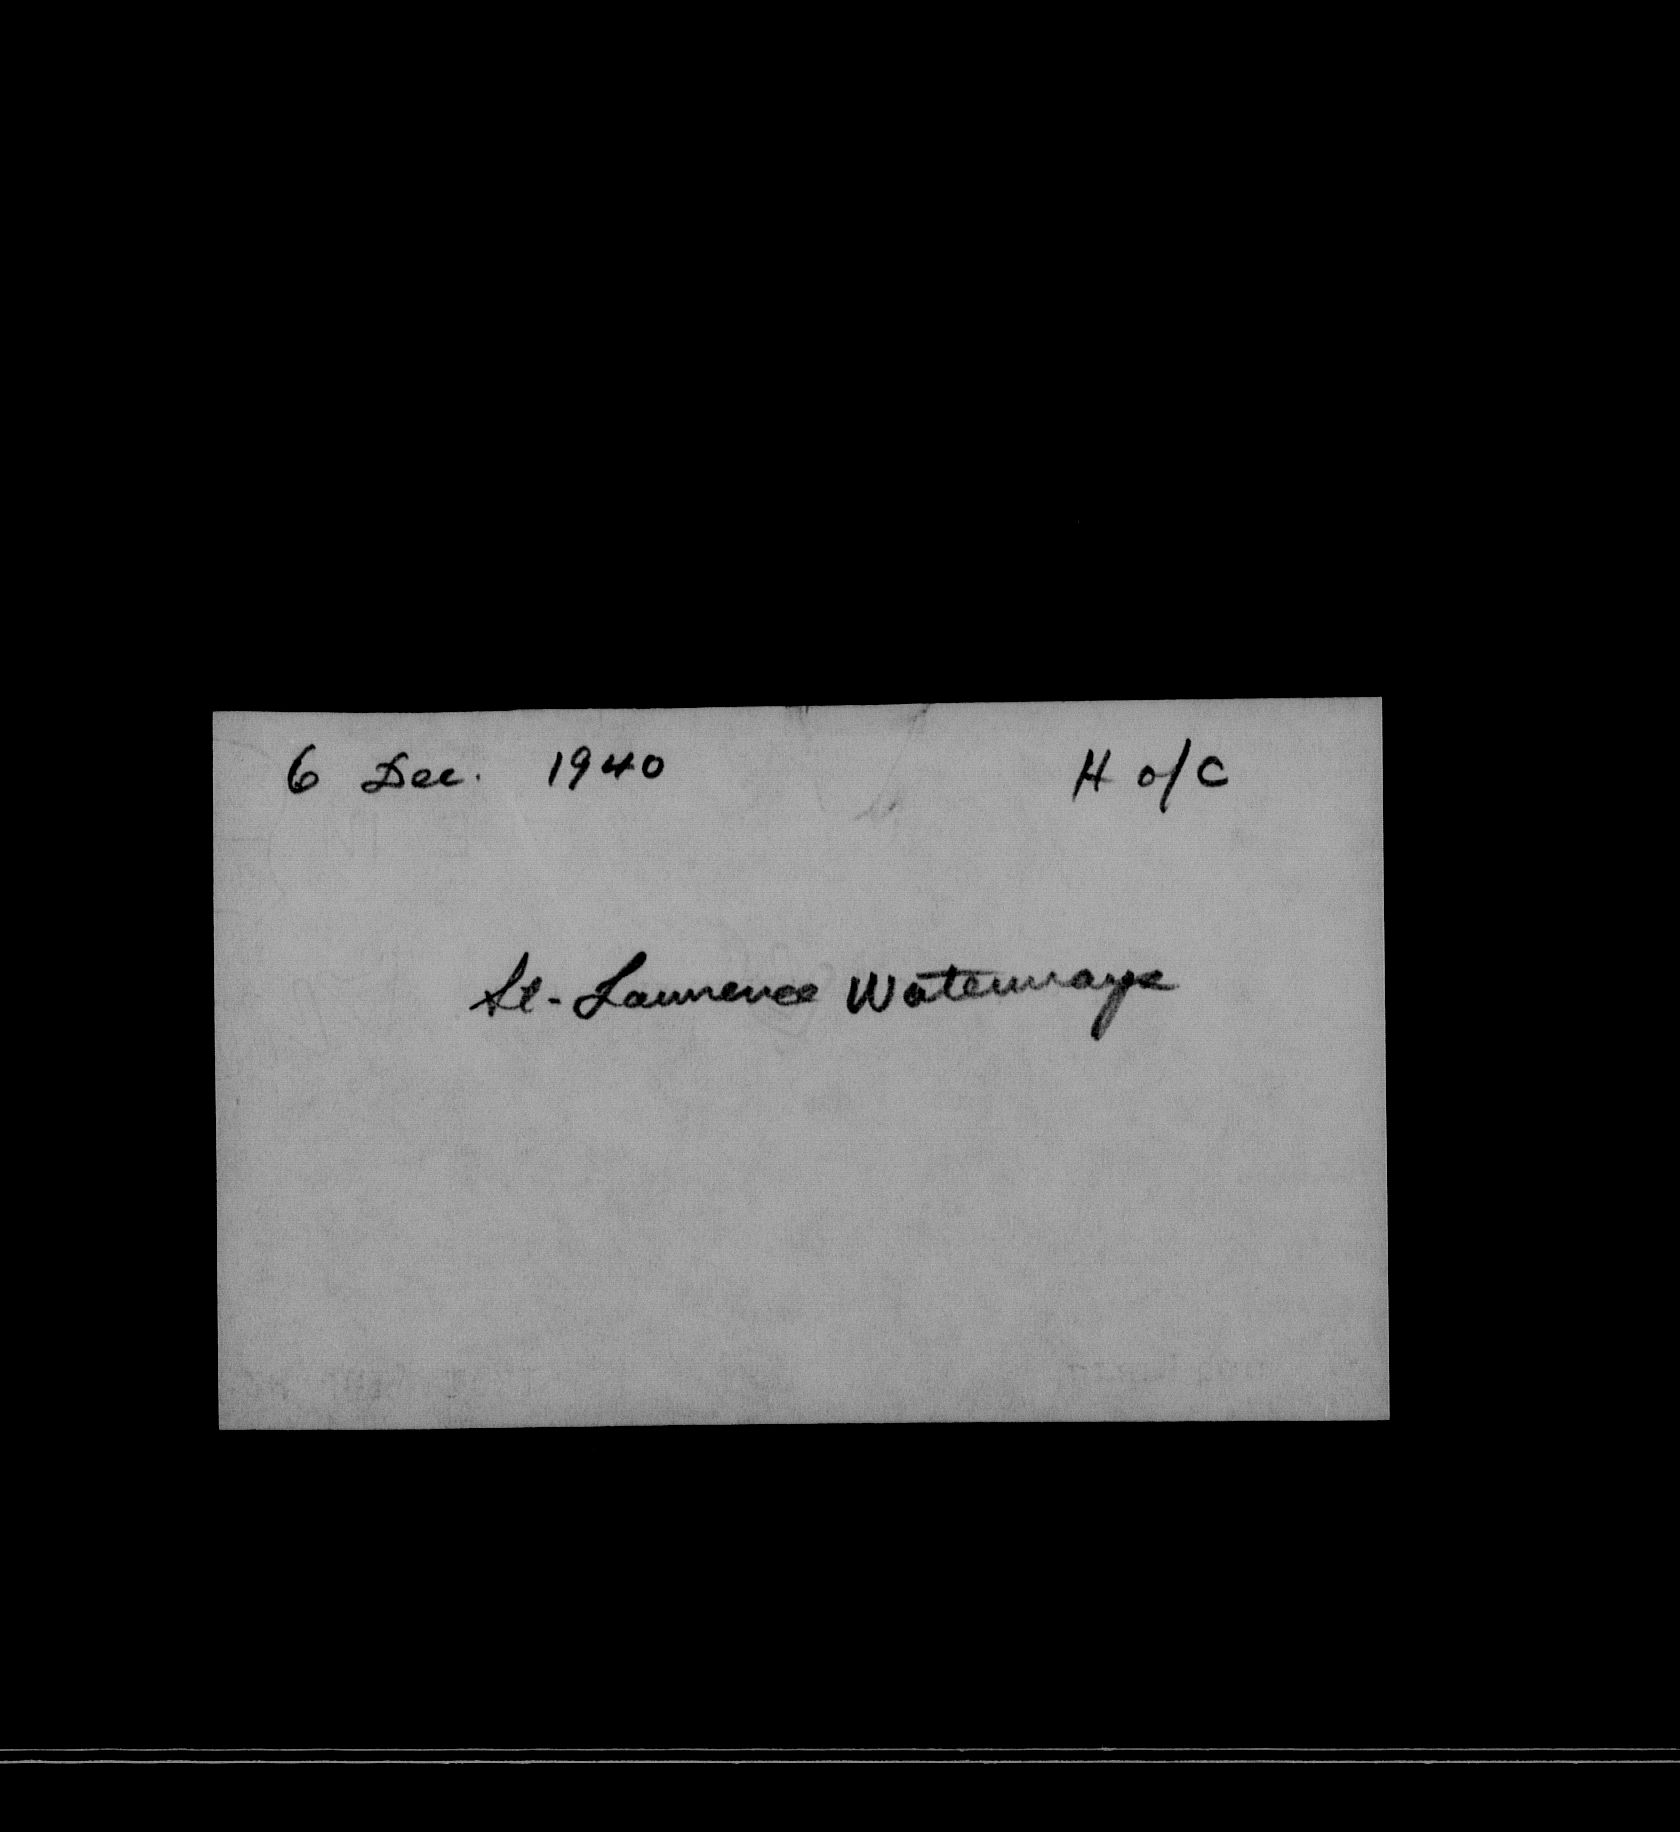 6 Dec. 1940 H o/C
St-Lawrence Waterways